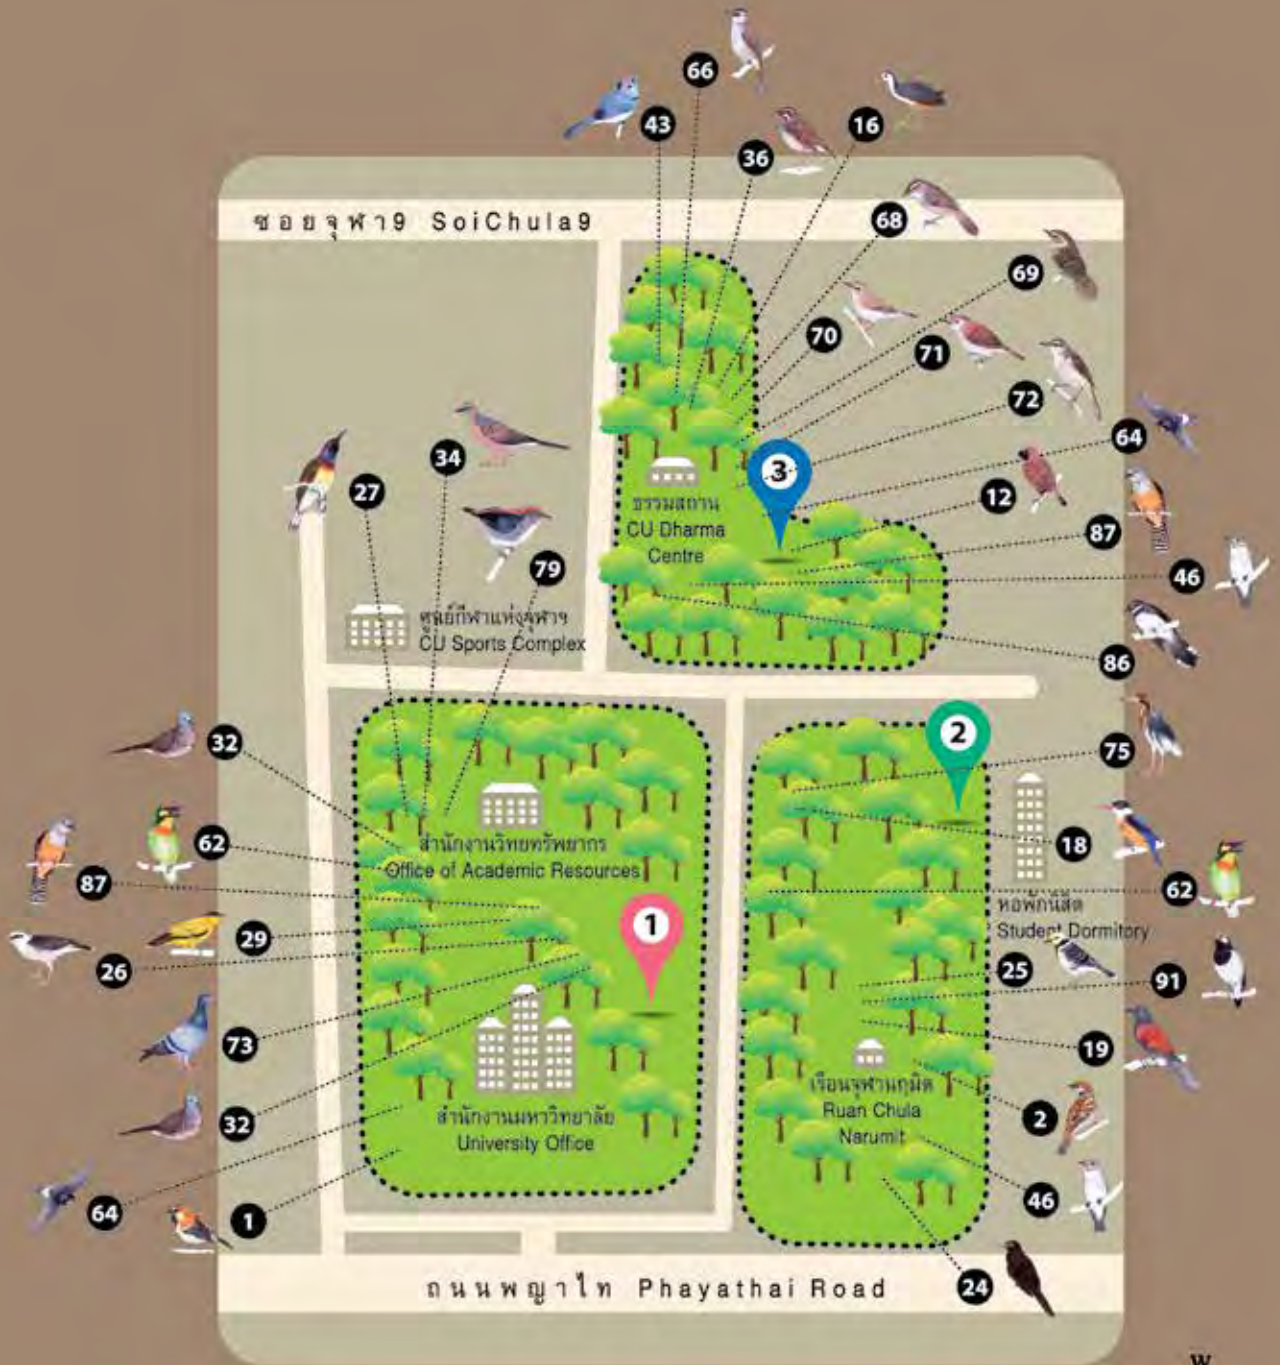 66
43
16
36
ซอยจุฬา9 SoiChula9
68
69
70
71
72
64
34
27
3
12
ธรรมสถาน
CU Dharma
Centre
87
79
46
ศูนย์กีฬาแห่งจุฬาฯ
CU Sports Complex
86
32
2
75
62
สำนักงานวิทยทรัพยากร
Office of Academic Resources
18
87
62
หอพักนิสิต
Student Dormitory
1
29
26
25
91
73
19
เรือนจุฬานฤมิต
Ruan Chula
Narumit
32
สำนักงานมหาวิทยาลัย
University Office
2
64
1
46
ถนนพญาไท Phayathai Road
24
W